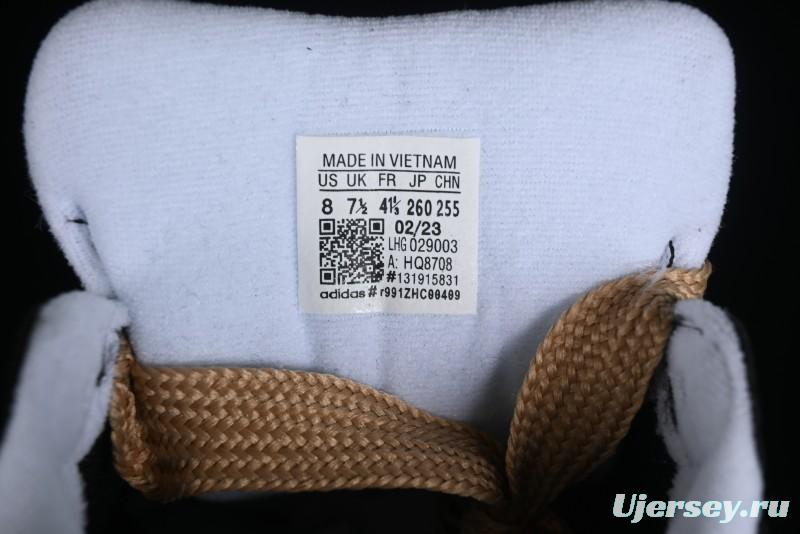 MADE IN VIETNAM
US UK FR JP CHN
8 7½ 41⅓ 260 255
02/23
LHG 029003
A: HQ8708
#131915831
adidas # r991ZHC00409
Ujersey.ru